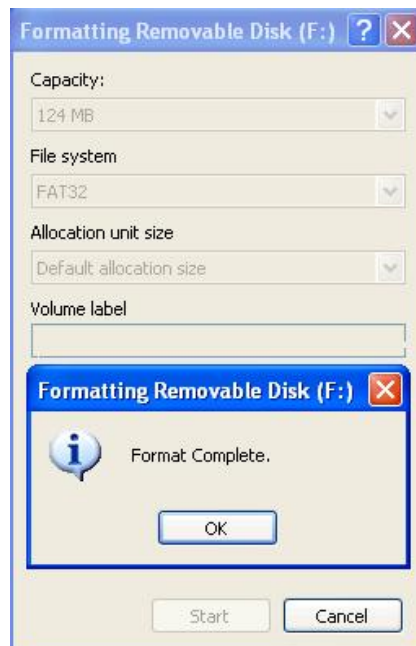 Formatting Removable Disk (F:)
Capacity:
124 MB
File system
FAT32
Allocation unit size
Default allocation size
Volume label
Formatting Removable Disk (F:)
Format Complete.
OK
Start
Cancel